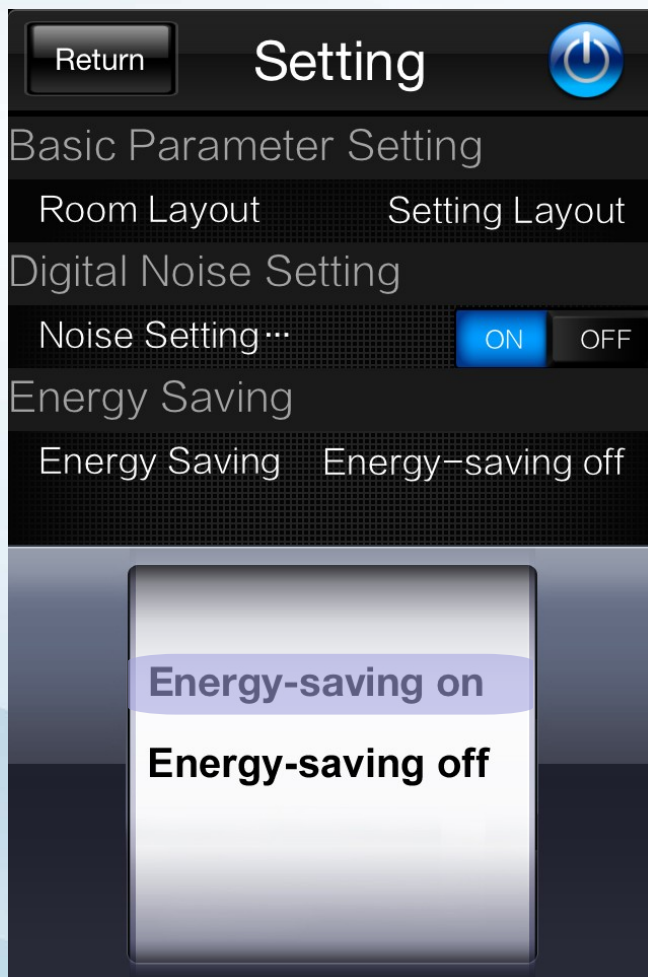 Return Setting
Basic Parameter Setting
Room Layout Setting Layout
Digital Noise Setting
Noise Setting… ON OFF
Energy Saving
Energy Saving Energy-saving off
Energy-saving on
Energy-saving off